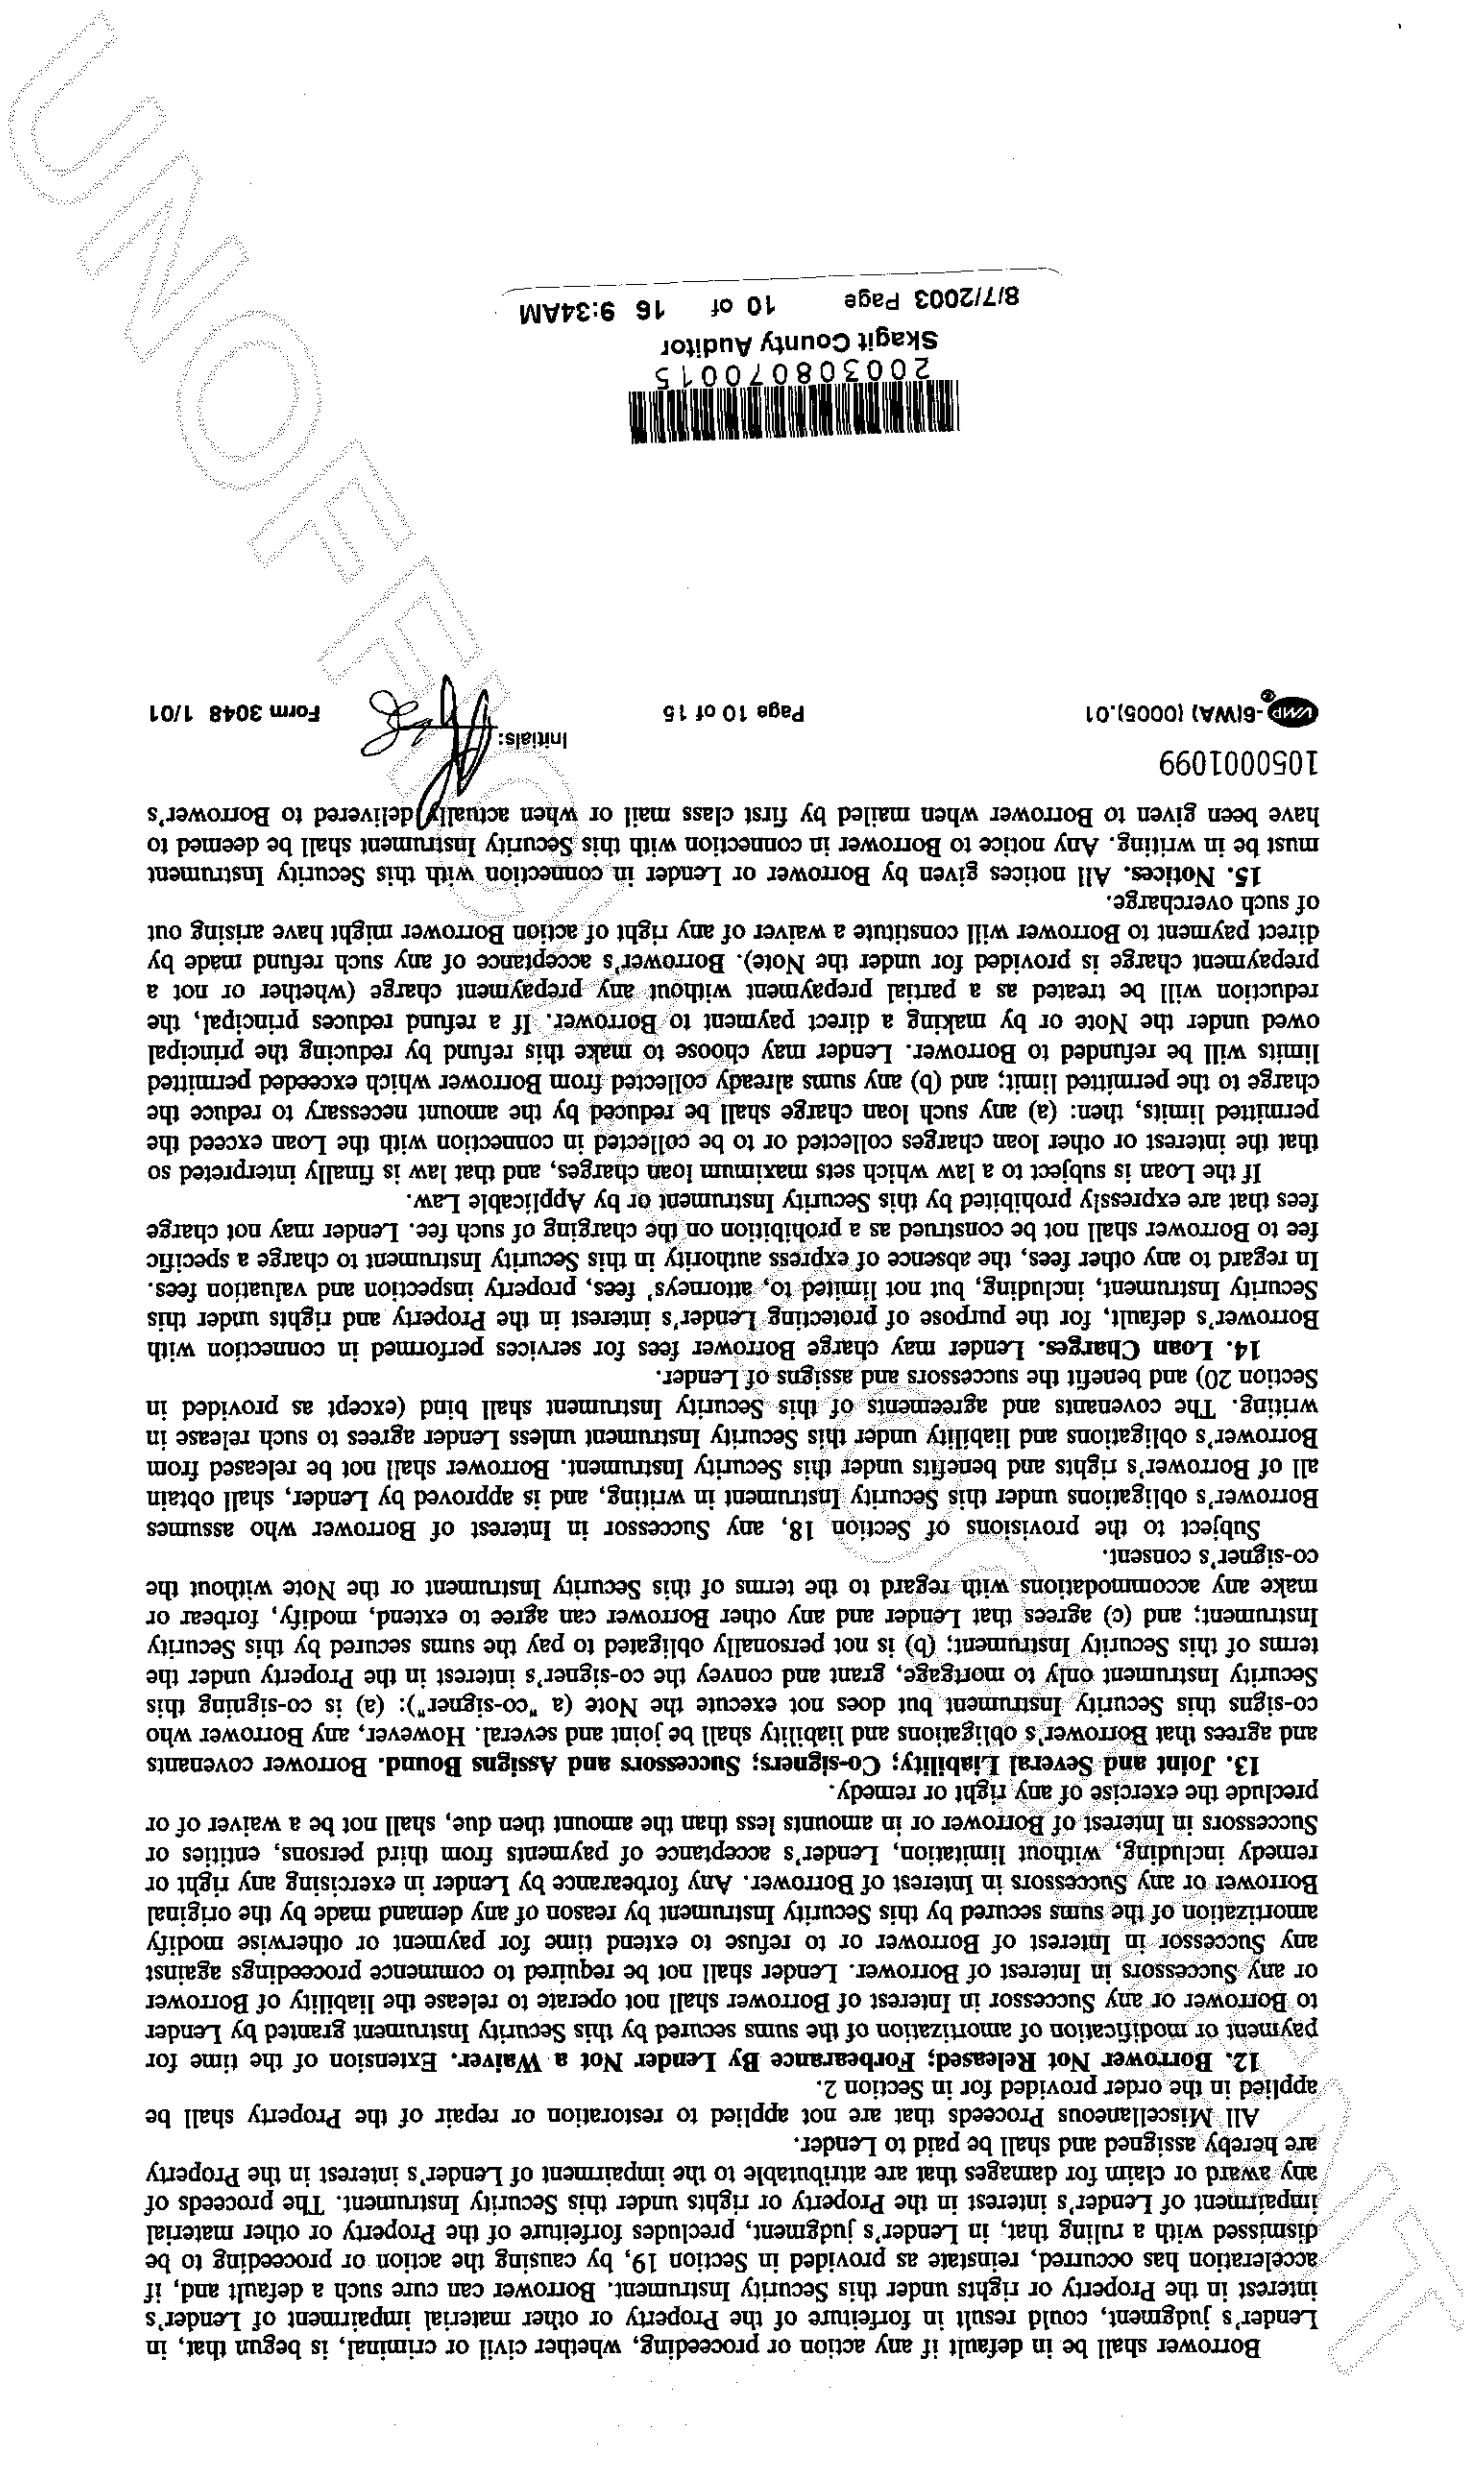 Borrower shall be in default if any action or proceeding, whether civil or criminal, is begun that, in
Lender's judgment, could result in forfeiture of the Property or other material impairment of Lender's
interest in the Property or rights under this Security Instrument. Borrower can cure such a default and, if
acceleration has occurred, reinstate as provided in Section 19, by causing the action or proceeding to be
dismissed with a ruling that, in Lender's judgment, precludes forfeiture of the Property or other material
impairment of Lender's interest in the Property or rights under this Security Instrument. The proceeds of
any award or claim for damages that are attributable to the impairment of Lender's interest in the Property
are hereby assigned and shall be paid to Lender.
All Miscellaneous Proceeds that are not applied to restoration or repair of the Property shall be
applied in the order provided for in Section 2.
12. Borrower Not Released; Forbearance By Lender Not a Waiver. Extension of the time for
payment or modification of amortization of the sums secured by this Security Instrument granted by Lender
to Borrower or any Successor in Interest of Borrower shall not operate to release the liability of Borrower
or any Successors in Interest of Borrower. Lender shall not be required to commence proceedings against
any Successor in Interest of Borrower or to refuse to extend time for payment or otherwise modify
amortization of the sums secured by this Security Instrument by reason of any demand made by the original
Borrower or any Successors in Interest of Borrower. Any forbearance by Lender in exercising any right or
remedy including, without limitation, Lender's acceptance of payments from third persons, entities or
Successors in Interest of Borrower or in amounts less than the amount then due, shall not be a waiver of or
preclude the exercise of any right or remedy.
13. Joint and Several Liability; Co-signers; Successors and Assigns Bound. Borrower covenants
and agrees that Borrower's obligations and liability shall be joint and several. However, any Borrower who
co-signs this Security Instrument but does not execute the Note (a "co-signer"): (a) is co-signing this
Security Instrument only to mortgage, grant and convey the co-signer's interest in the Property under the
terms of this Security Instrument; (b) is not personally obligated to pay the sums secured by this Security
Instrument; and (c) agrees that Lender and any other Borrower can agree to extend, modify, forbear or
make any accommodations with regard to the terms of this Security Instrument or the Note without the
co-signer's consent.
Subject to the provisions of Section 18, any Successor in Interest of Borrower who assumes
Borrower's obligations under this Security Instrument in writing, and is approved by Lender, shall obtain
all of Borrower's rights and benefits under this Security Instrument. Borrower shall not be released from
Borrower's obligations and liability under this Security Instrument unless Lender agrees to such release in
writing. The covenants and agreements of this Security Instrument shall bind (except as provided in
Section 20) and benefit the successors and assigns of Lender.
14. Loan Charges. Lender may charge Borrower fees for services performed in connection with
Borrower's default, for the purpose of protecting Lender's interest in the Property and rights under this
Security Instrument, including, but not limited to, attorneys' fees, property inspection and valuation fees.
In regard to any other fees, the absence of express authority in this Security Instrument to charge a specific
fee to Borrower shall not be construed as a prohibition on the charging of such fee. Lender may not charge
fees that are expressly prohibited by this Security Instrument or by Applicable Law.
If the Loan is subject to a law which sets maximum loan charges, and that law is finally interpreted so
that the interest or other loan charges collected or to be collected in connection with the Loan exceed the
permitted limits, then: (a) any such loan charge shall be reduced by the amount necessary to reduce the
charge to the permitted limit; and (b) any sums already collected from Borrower which exceeded permitted
limits will be refunded to Borrower. Lender may choose to make this refund by reducing the principal
owed under the Note or by making a direct payment to Borrower. If a refund reduces principal, the
reduction will be treated as a partial prepayment without any prepayment charge (whether or not a
prepayment charge is provided for under the Note). Borrower's acceptance of any such refund made by
direct payment to Borrower will constitute a waiver of any right of action Borrower might have arising out
of such overcharge.
15. Notices. All notices given by Borrower or Lender in connection with this Security Instrument
must be in writing. Any notice to Borrower in connection with this Security Instrument shall be deemed to
have been given to Borrower when mailed by first class mail or when actually delivered to Borrower's
1050001099
Initials:
VMP-6(WA) (0005).01 Page 10 of 15 Form 3048 1/01
200308070015
Skagit County Auditor
8/7/2003 Page 10 of 16 9:34AM
UNOFFICIAL DOCUMENT